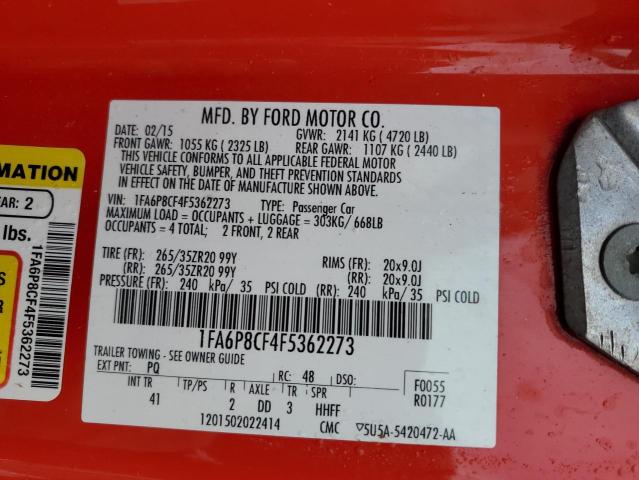 MFD. BY FORD MOTOR CO.
DATE: 02/15 GVWR: 2141 KG ( 4720 LB)
FRONT GAWR: 1055 KG ( 2325 LB) REAR GAWR: 1107 KG ( 2440 LB)
THIS VEHICLE CONFORMS TO ALL APPLICABLE FEDERAL MOTOR
VEHICLE SAFETY, BUMPER, AND THEFT PREVENTION STANDARDS
IN EFFECT ON THE DATE OF MANUFACTURE SHOWN ABOVE.
VIN: 1FA6P8CF4F5362273 TYPE: Passenger Car
MAXIMUM LOAD = OCCUPANTS + LUGGAGE = 303KG/ 668LB
OCCUPANTS = 4 TOTAL; 2 FRONT, 2 REAR
TIRE (FR): 265/35ZR20 99Y RIMS (FR): 20x9.0J
(RR): 265/35ZR20 99Y (RR): 20x9.0J
PRESSURE (FR): 240 kPa/ 35 PSI COLD (RR): 240 kPa/ 35 PSI COLD
1FA6P8CF4F5362273
TRAILER TOWING - SEE OWNER GUIDE
EXT PNT: PQ RC: 48 DSO: F0055
INT TR TP/PS R AXLE TR SPR R0177
41 2 DD 3 HHFF
1201502022414 CMC ▽5U5A-5420472-AA
RMATION
EAR: 2
lbs.
1FA6P8CF4F5362273